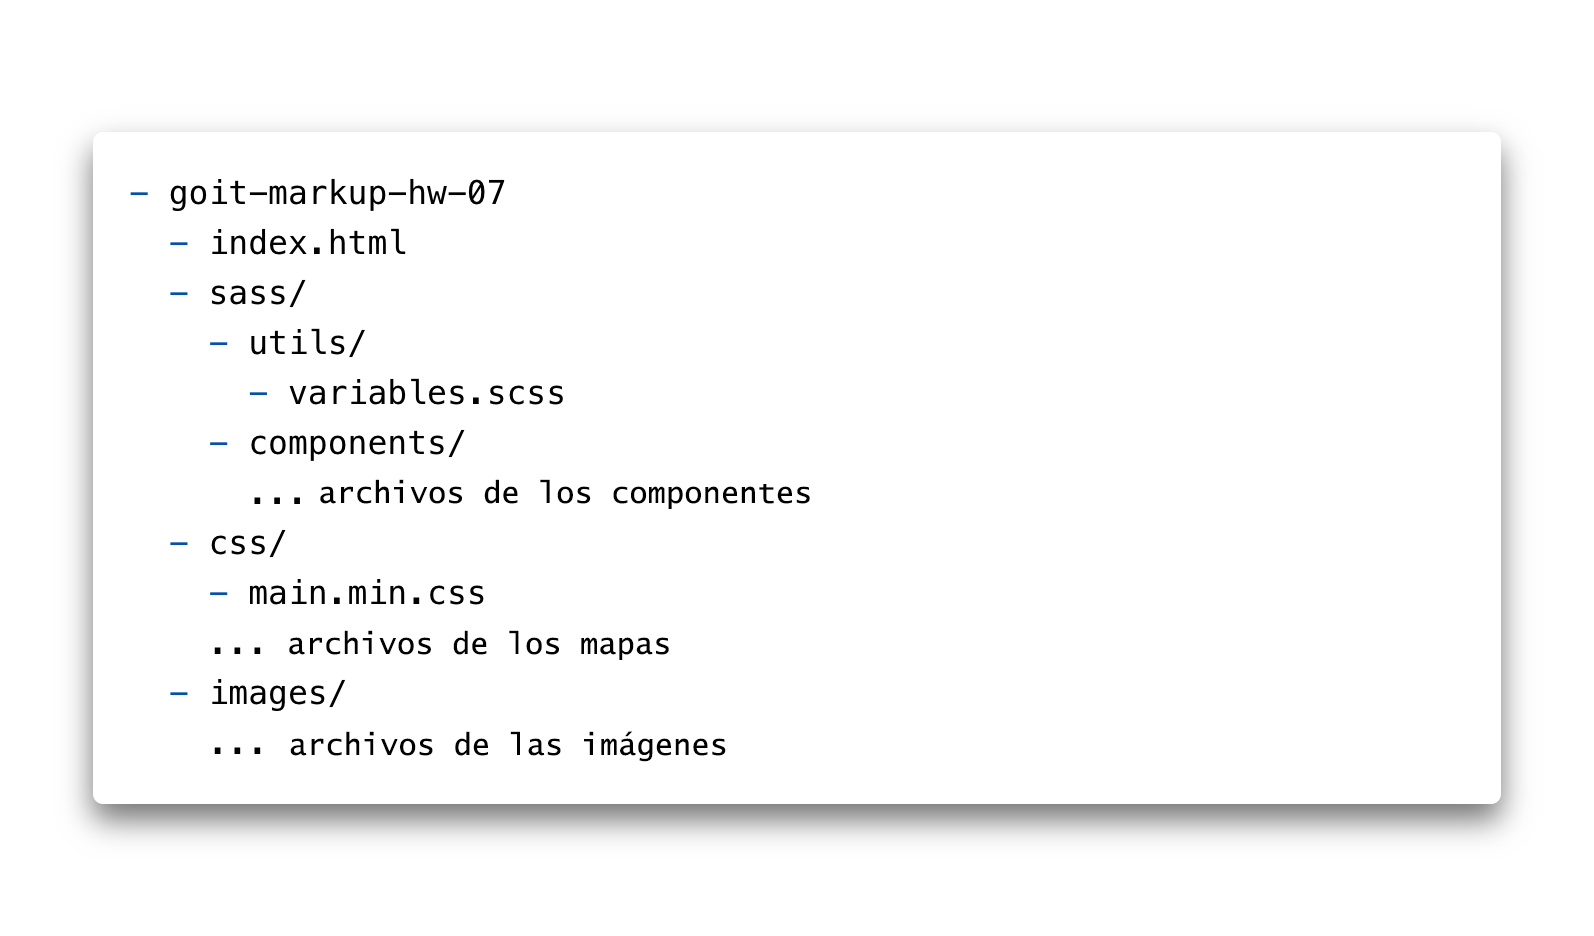 - goit-markup-hw-07
- index.html
- sass/
- utils/
- variables.scss
- components/
... archivos de los componentes
- css/
- main.min.css
... archivos de los mapas
- images/
... archivos de las imágenes